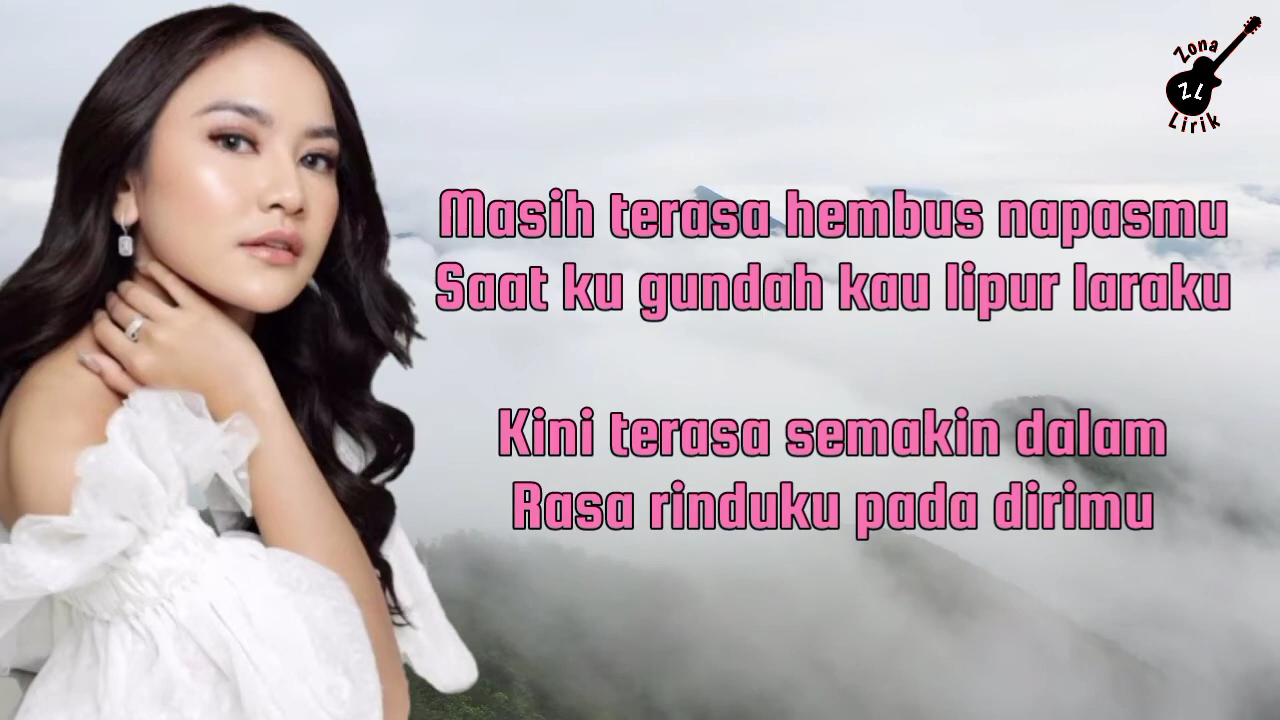 Zona
ZL
Lirik
Masih terasa hembus napasmu
Saat ku gundah kau lipur laraku
Kini terasa semakin dalam
Rasa rinduku pada dirimu